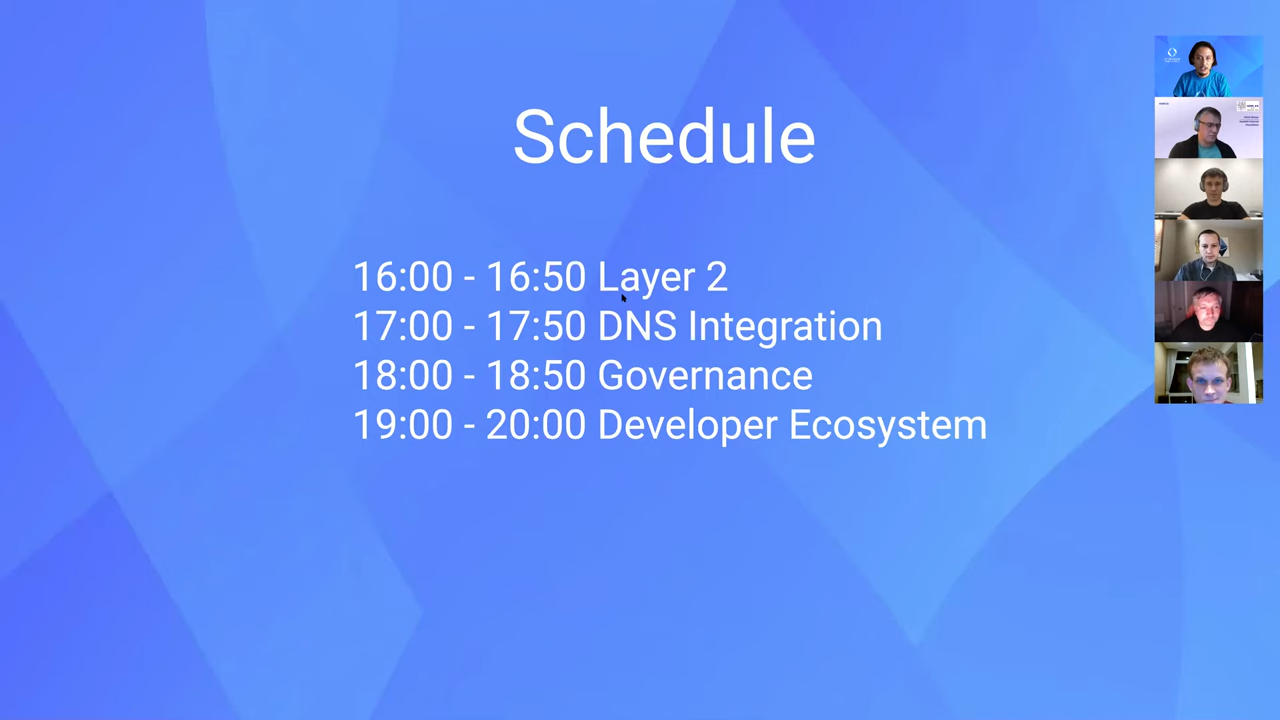 Schedule
16:00 - 16:50 Layer 2
17:00 - 17:50 DNS Integration
18:00 - 18:50 Governance
19:00 - 20:00 Developer Ecosystem